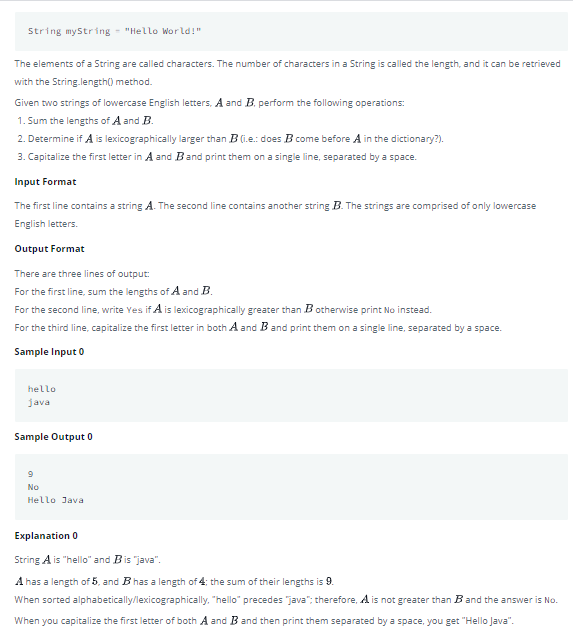 String myString = "Hello World!"
The elements of a String are called characters. The number of characters in a String is called the length, and it can be retrieved
with the String.length() method.
Given two strings of lowercase English letters, A and B, perform the following operations:
1. Sum the lengths of A and B.
2. Determine if A is lexicographically larger than B (i.e.: does B come before A in the dictionary?).
3. Capitalize the first letter in A and B and print them on a single line, separated by a space.
Input Format
The first line contains a string A. The second line contains another string B. The strings are comprised of only lowercase
English letters.
Output Format
There are three lines of output:
For the first line, sum the lengths of A and B.
For the second line, write Yes if A is lexicographically greater than B otherwise print No instead.
For the third line, capitalize the first letter in both A and B and print them on a single line, separated by a space.
Sample Input 0
hello
java
Sample Output 0
9
No
Hello Java
Explanation 0
String A is "hello" and B is "java".
A has a length of 5, and B has a length of 4; the sum of their lengths is 9.
When sorted alphabetically/lexicographically, "hello" precedes "java"; therefore, A is not greater than B and the answer is No.
When you capitalize the first letter of both A and B and then print them separated by a space, you get "Hello Java".